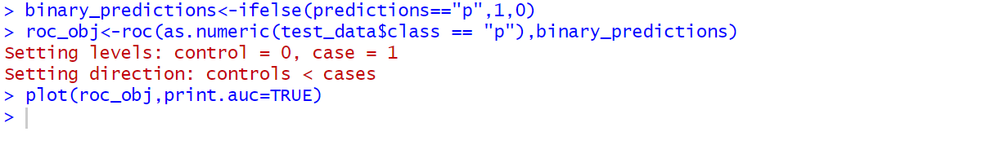 > binary_predictions<-ifelse(predictions=="p",1,0)
> roc_obj<-roc(as.numeric(test_data$class == "p"),binary_predictions)
Setting levels: control = 0, case = 1
Setting direction: controls < cases
> plot(roc_obj,print.auc=TRUE)
>